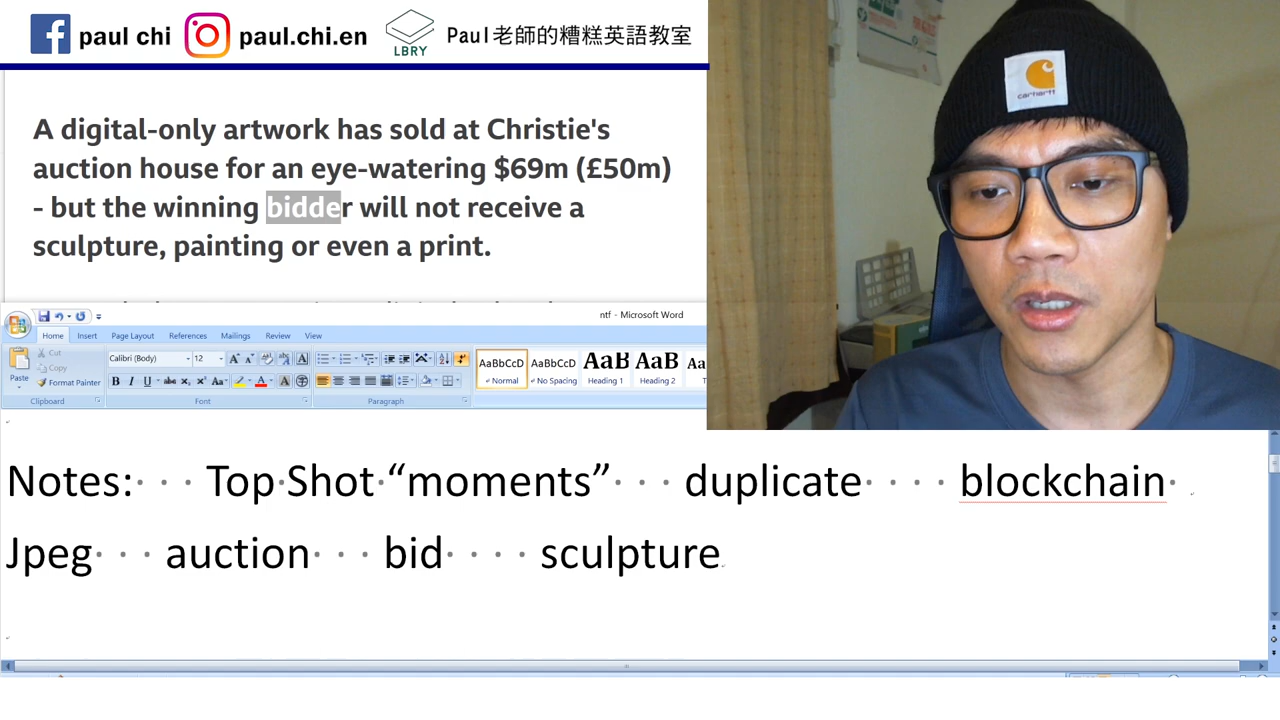 paul chi paul.chi.en LBRY Paul老師的糟糕英語教室
carhartt
A digital-only artwork has sold at Christie's
auction house for an eye-watering $69m (£50m)
- but the winning bidder will not receive a
sculpture, painting or even a print.
ntf - Microsoft Word
Home Insert Page Layout References Mailings Review View
Paste Cut Copy Format Painter
Calibri (Body) 12
AaBbCcD AaBbCcD AaB AaB Aa
Normal No Spacing Heading 1 Heading 2
Clipboard Font Paragraph
Notes: Top Shot “moments” duplicate blockchain
Jpeg auction bid sculpture